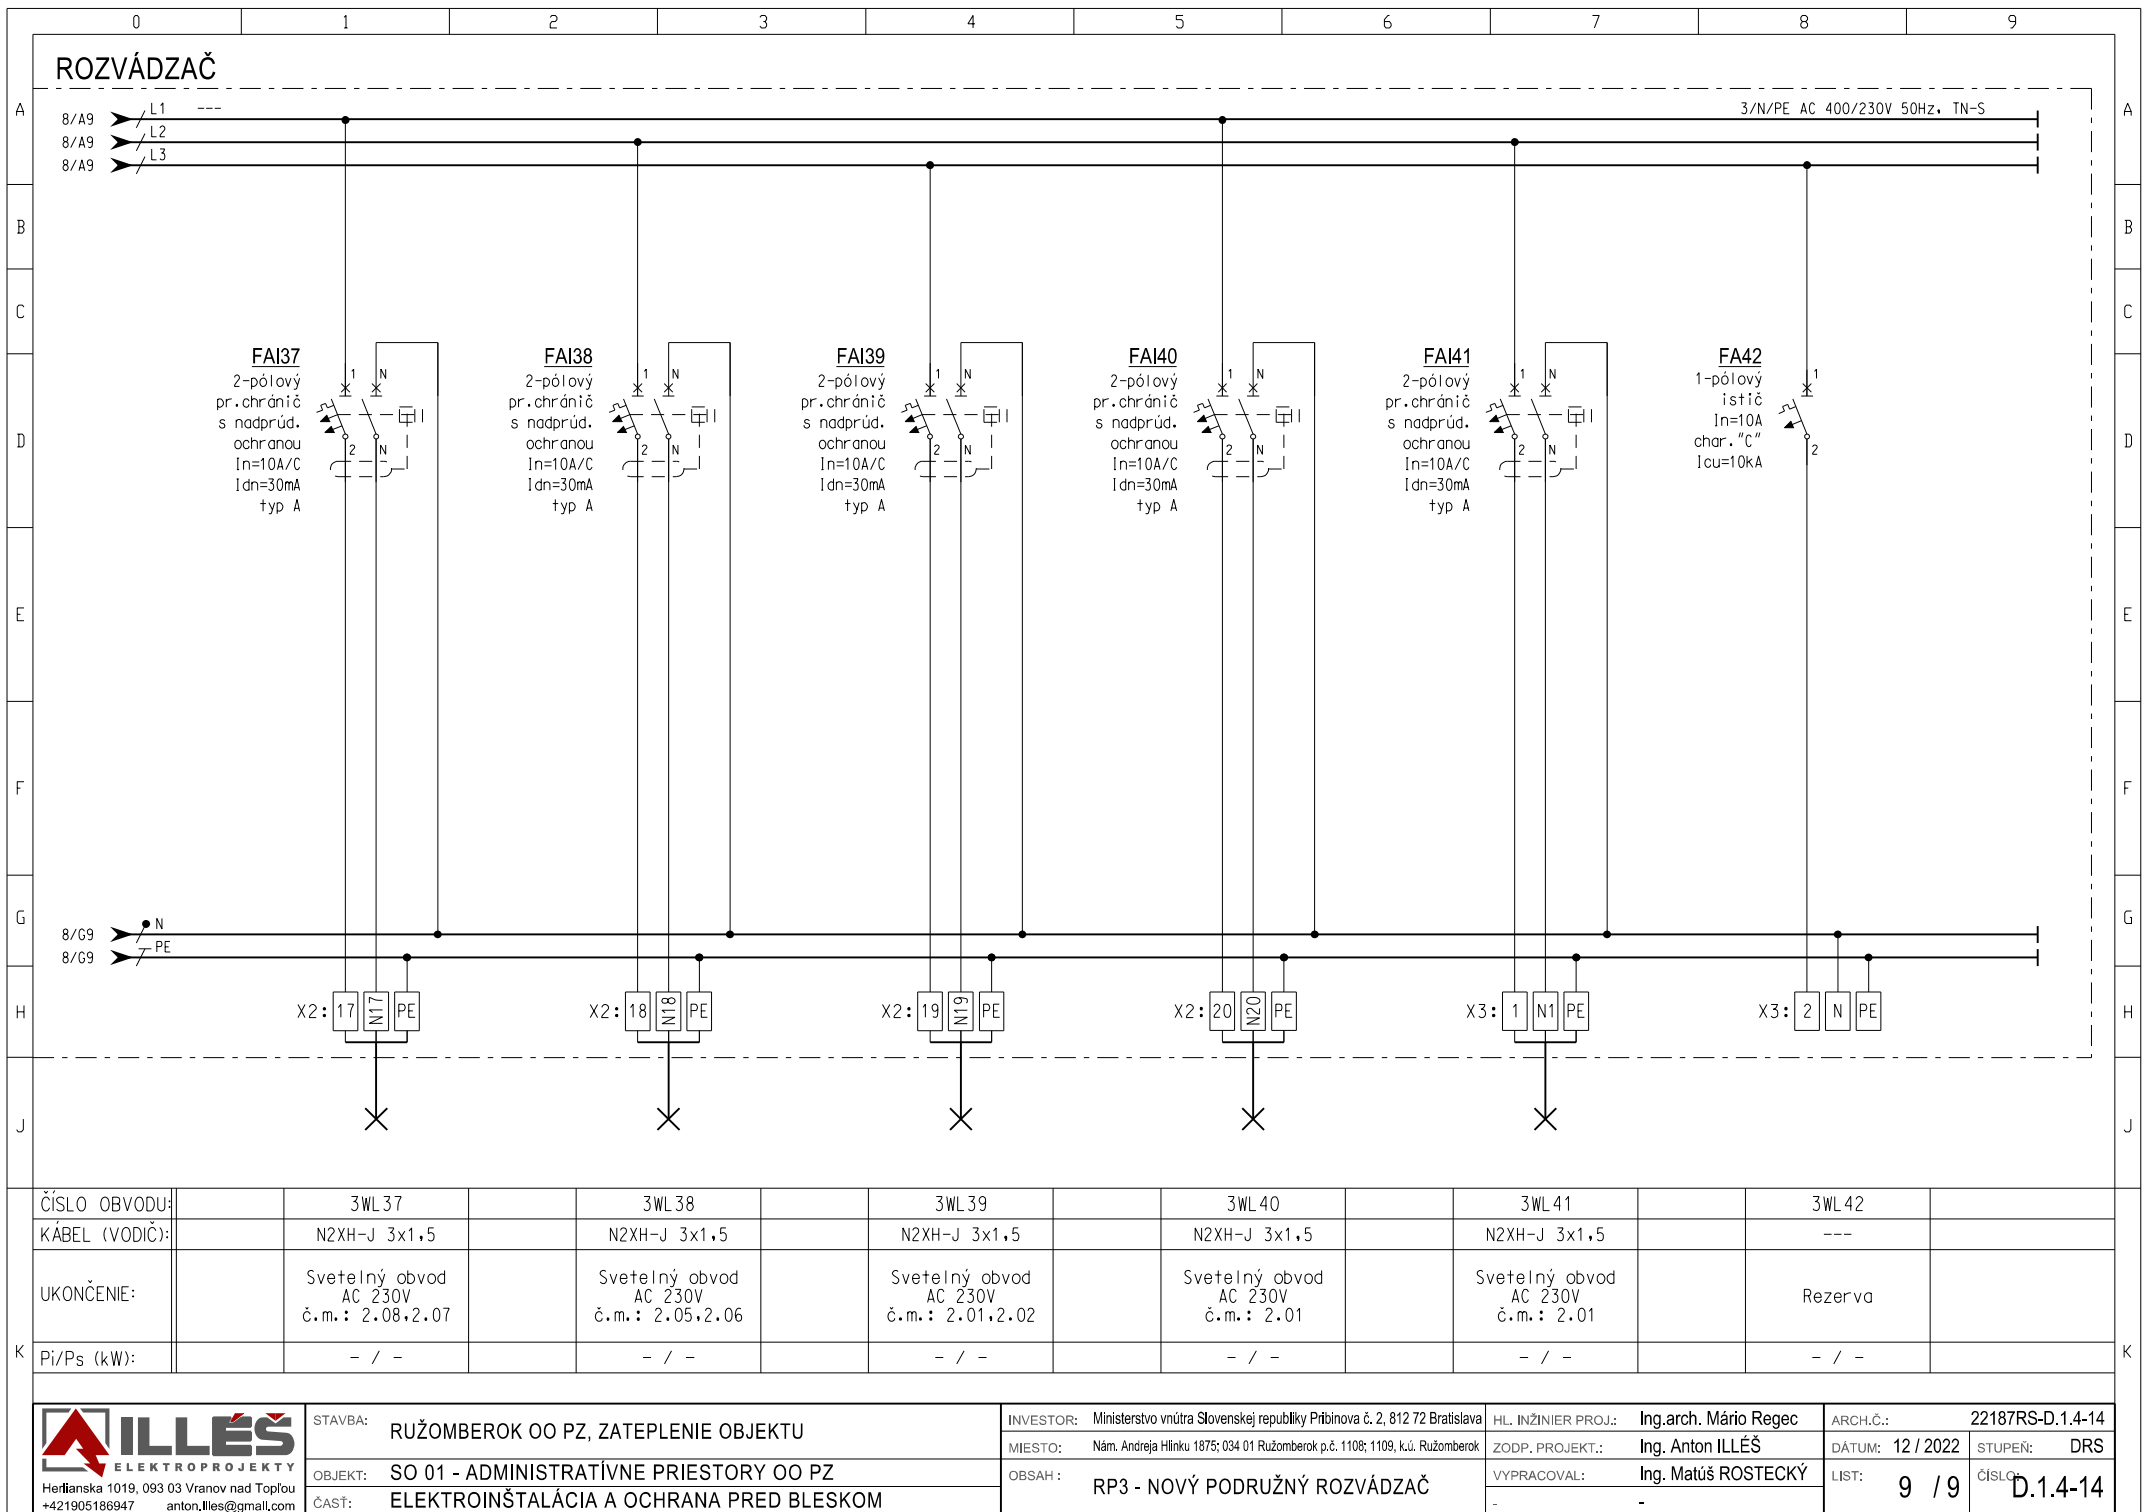 0 1 2 3 4 5 6 7 8 9
ROZVÁDZAČ
A 8/A9 L1 --- 3/N/PE AC 400/230V 50Hz, TN-S A
8/A9 L2
8/A9 L3
B B
C C
FAI37 FAI38 FAI39 FAI40 FAI41 FA42
1 N 1 N 1 N 1 N 1 N 1
2-pólový 2-pólový 2-pólový 2-pólový 2-pólový 1-pólový
pr.chránič pr.chránič pr.chránič pr.chránič pr.chránič istič
s nadprúd. s nadprúd. s nadprúd. s nadprúd. s nadprúd. In=10A
D ochranou ochranou ochranou ochranou ochranou char."C" D
2 N 2 N 2 N 2 N 2 N 2
In=10A/C In=10A/C In=10A/C In=10A/C In=10A/C Icu=10kA
Idn=30mA Idn=30mA Idn=30mA Idn=30mA Idn=30mA
typ A typ A typ A typ A typ A
E E
F F
G G
8/G9 N
8/G9 PE
H X2: 17 N17 PE X2: 18 N18 PE X2: 19 N19 PE X2: 20 N20 PE X3: 1 N1 PE X3: 2 N PE H
J J
ČÍSLO OBVODU: 3WL37 3WL38 3WL39 3WL40 3WL41 3WL42
KÁBEL (VODIČ): N2XH-J 3x1,5 N2XH-J 3x1,5 N2XH-J 3x1,5 N2XH-J 3x1,5 N2XH-J 3x1,5 ---
UKONČENIE: Svetelný obvod Svetelný obvod Svetelný obvod Svetelný obvod Svetelný obvod Rezerva
AC 230V AC 230V AC 230V AC 230V AC 230V
č.m.: 2.08,2.07 č.m.: 2.05,2.06 č.m.: 2.01,2.02 č.m.: 2.01 č.m.: 2.01
K Pi/Ps (kW): - / - - / - - / - - / - - / - - / - K
ILLÉŠ
ELEKTROPROJEKTY
Herlianska 1019, 093 03 Vranov nad Topľou
+421905186947 anton.illes@gmail.com
STAVBA: RUŽOMBEROK OO PZ, ZATEPLENIE OBJEKTU
OBJEKT: SO 01 - ADMINISTRATÍVNE PRIESTORY OO PZ
ČASŤ: ELEKTROINŠTALÁCIA A OCHRANA PRED BLESKOM
INVESTOR: Ministerstvo vnútra Slovenskej republiky Pribinova č. 2, 812 72 Bratislava
MIESTO: Nám. Andreja Hlinku 1875; 034 01 Ružomberok p.č. 1108; 1109, k.ú. Ružomberok
OBSAH : RP3 - NOVÝ PODRUŽNÝ ROZVÁDZAČ
HL. INŽINIER PROJ.: Ing.arch. Mário Regec
ZODP. PROJEKT.: Ing. Anton ILLÉŠ
VYPRACOVAL: Ing. Matúš ROSTECKÝ
- -
ARCH.Č.: 22187RS-D.1.4-14
DÁTUM: 12 / 2022 STUPEŇ: DRS
LIST: 9 / 9 ČÍSLO: D.1.4-14